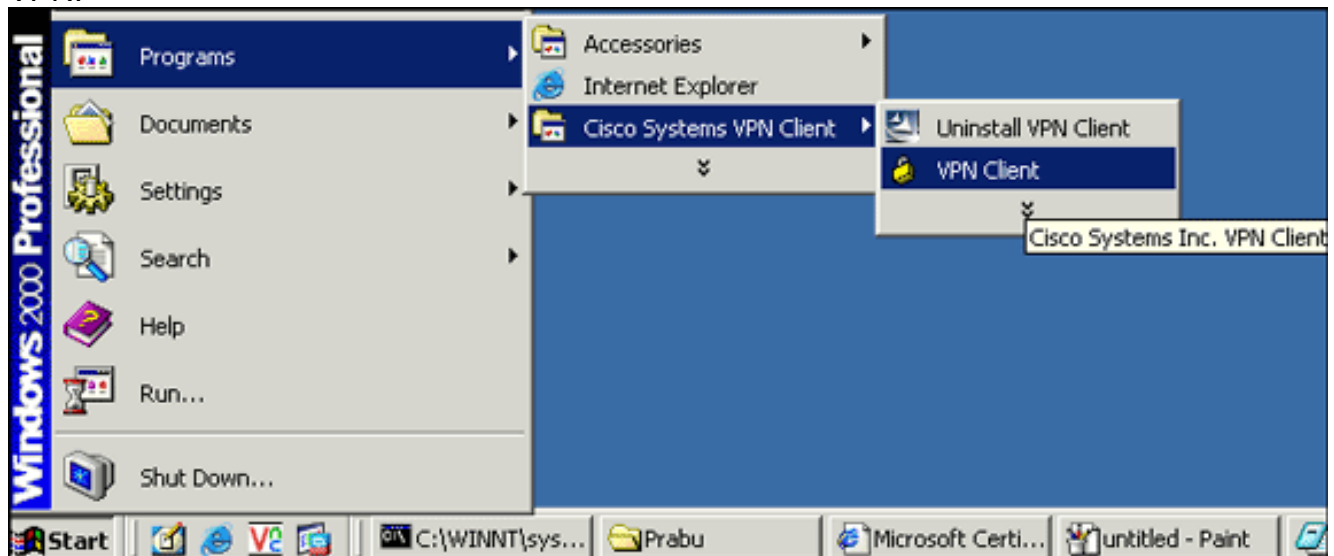 Windows 2000 Professional
Programs
Documents
Settings
Search
Help
Run...
Shut Down...
Accessories
Internet Explorer
Cisco Systems VPN Client
Uninstall VPN Client
VPN Client
Cisco Systems Inc. VPN Client
Start
C:\WINNT\sys...
Prabu
Microsoft Certi...
untitled - Paint